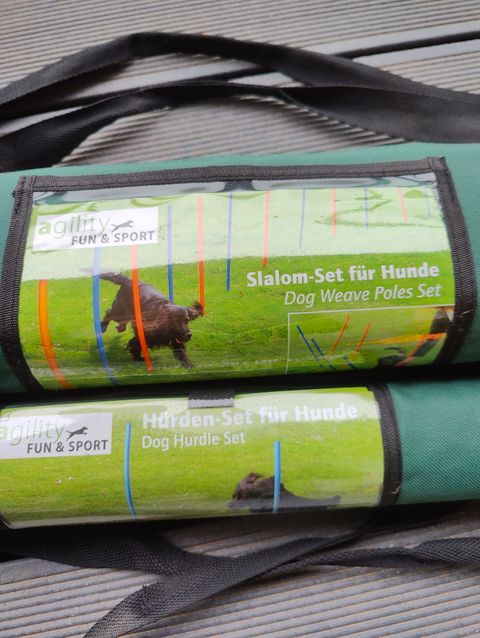 agility
FUN & SPORT
Slalom-Set für Hunde
Dog Weave Poles Set
agility
FUN & SPORT
Hürden-Set für Hunde
Dog Hurdle Set